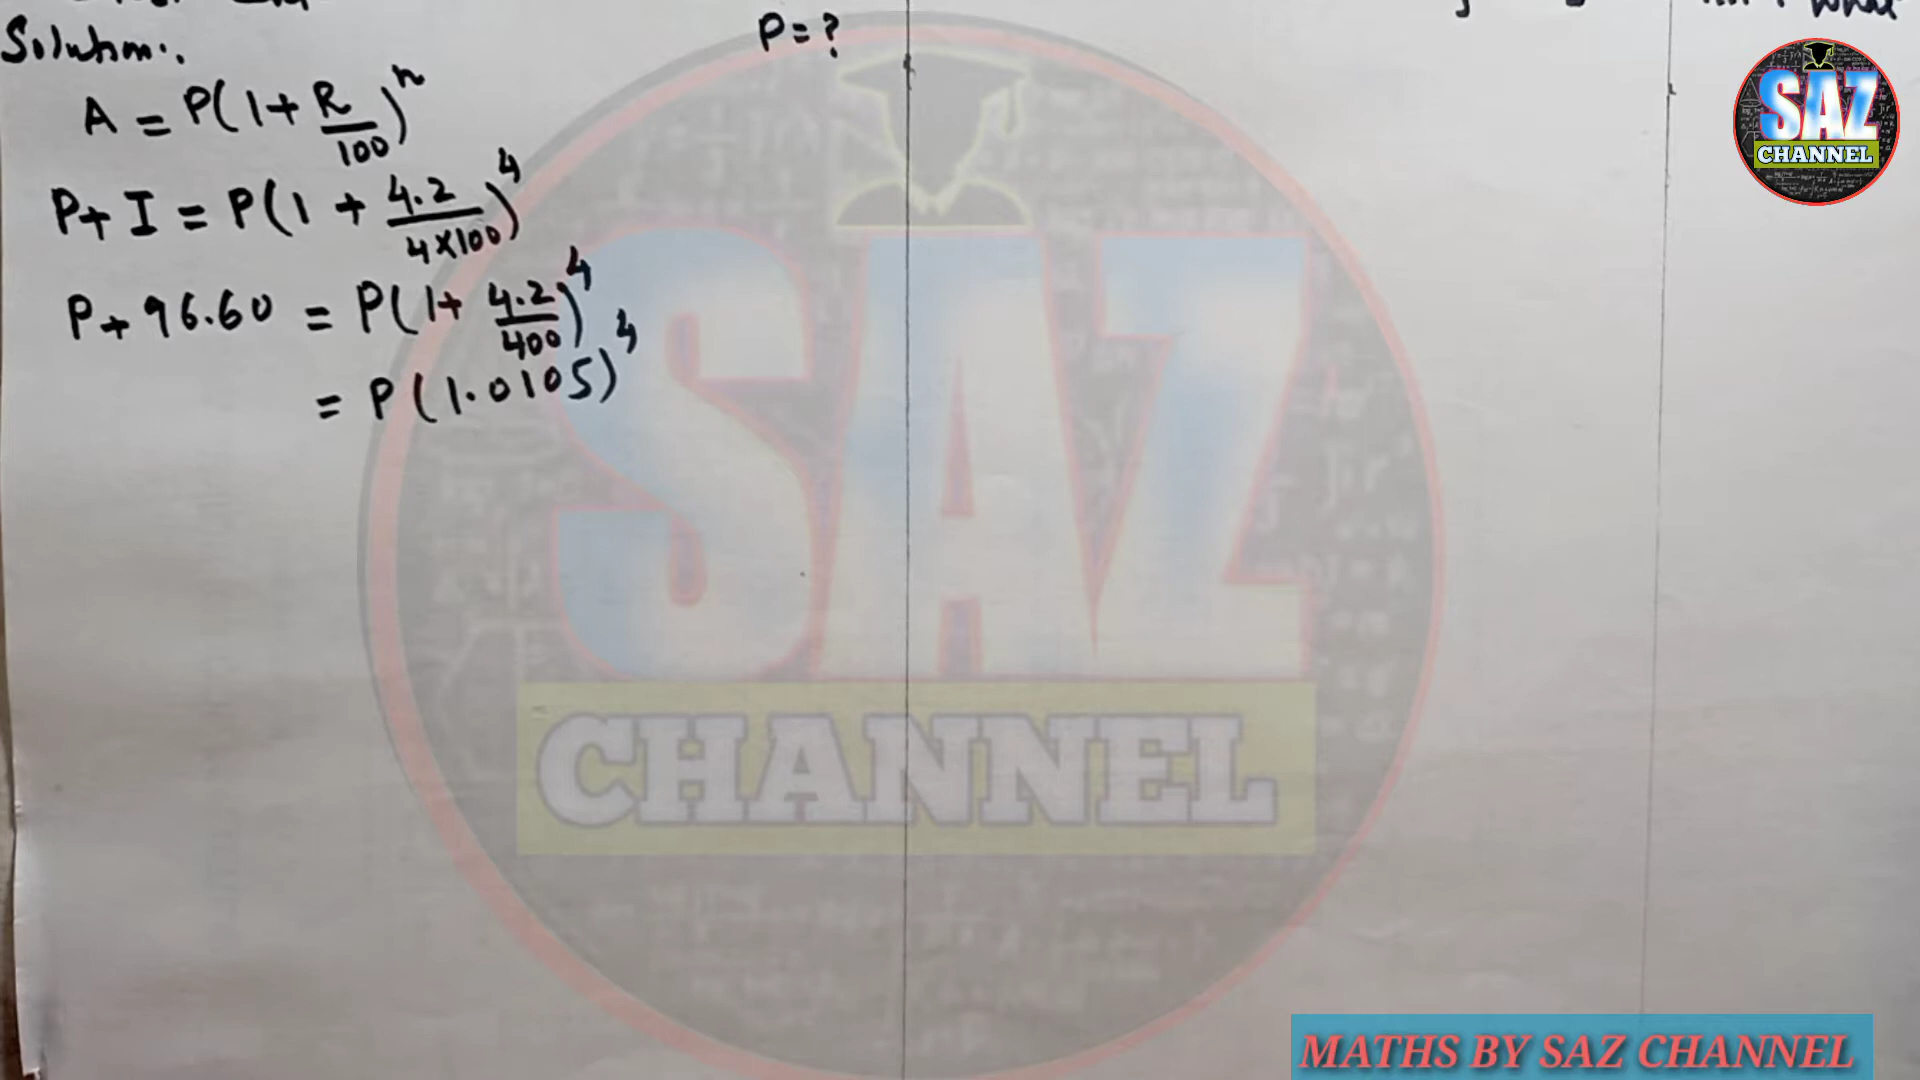 Solution:.
P = ?
A = P(1 + R/100)^n
P + I = P(1 + 4.2/4×100)^4
P + 96.60 = P(1 + 4.2/400)^4
= P(1.0105)^4
SAZ
CHANNEL
SAZ
CHANNEL
MATHS BY SAZ CHANNEL